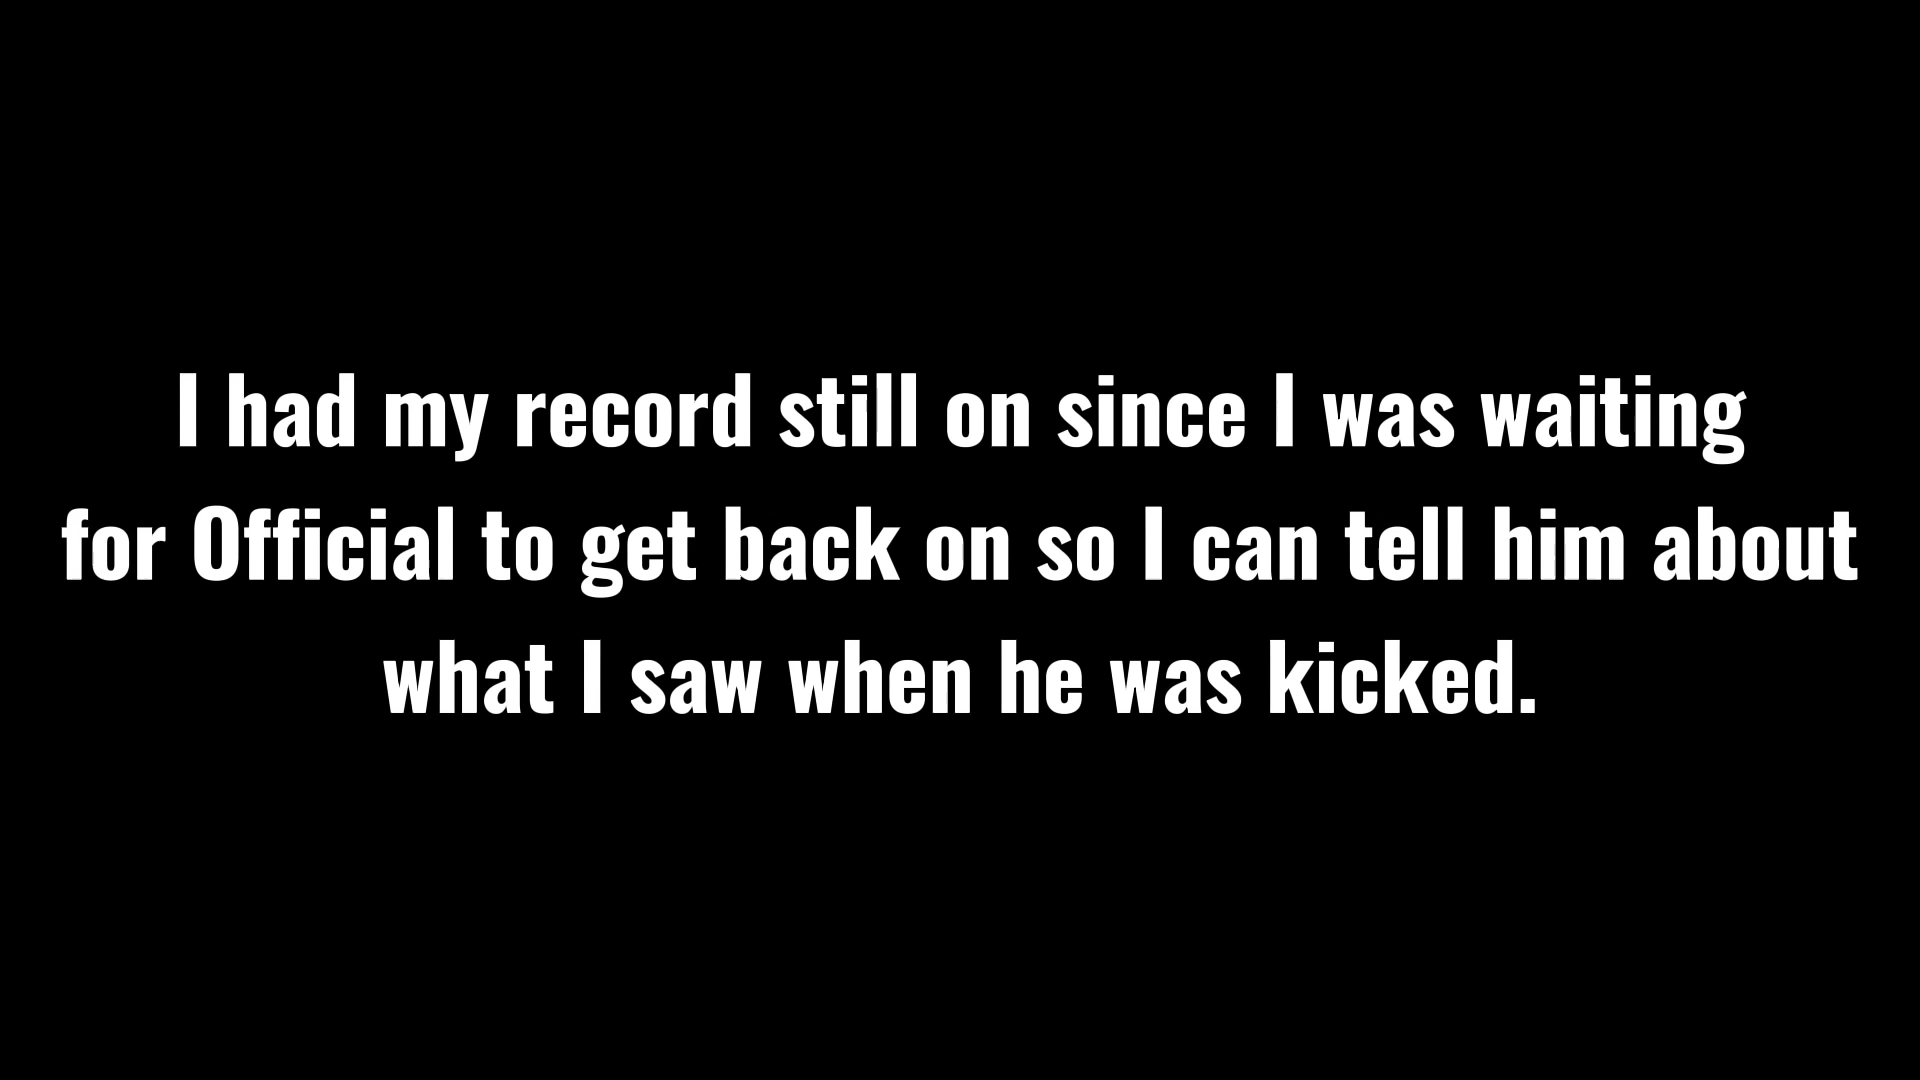 I had my record still on since I was waiting
for Official to get back on so I can tell him about
what I saw when he was kicked.